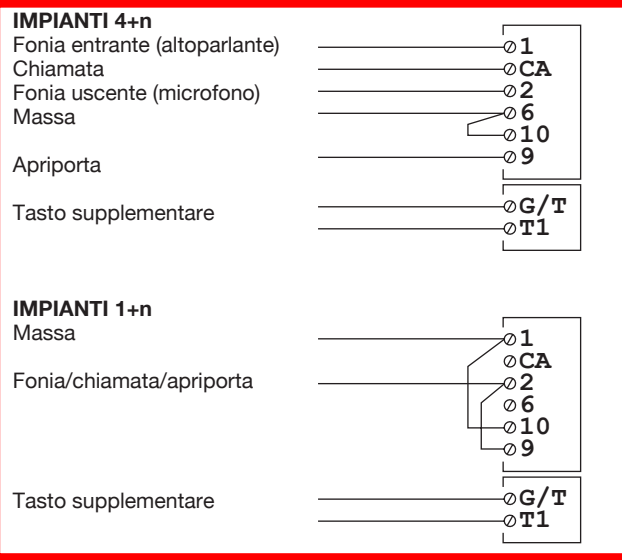 IMPIANTI 4+n
Fonia entrante (altoparlante) 1
Chiamata CA
Fonia uscente (microfono) 2
Massa 6
10
Apriporta 9
Tasto supplementare G/T
T1
IMPIANTI 1+n
Massa 1
CA
Fonia/chiamata/apriporta 2
6
10
9
Tasto supplementare G/T
T1